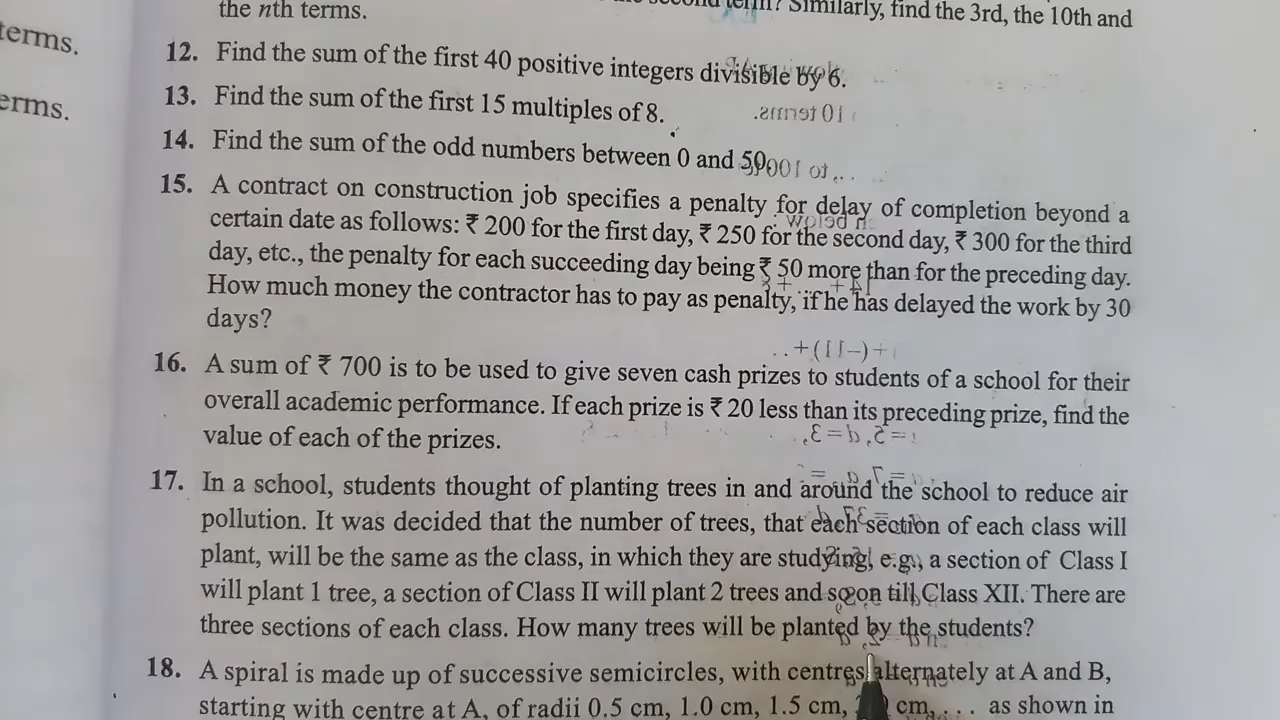 the second term? Similarly, find the 3rd, the 10th and
the nth terms.
terms.
12. Find the sum of the first 40 positive integers divisible by 6.
13. Find the sum of the first 15 multiples of 8.
erms.
14. Find the sum of the odd numbers between 0 and 50.
15. A contract on construction job specifies a penalty for delay of completion beyond a
certain date as follows: ₹ 200 for the first day, ₹ 250 for the second day, ₹ 300 for the third
day, etc., the penalty for each succeeding day being ₹ 50 more than for the preceding day.
How much money the contractor has to pay as penalty, if he has delayed the work by 30
days?
16. A sum of ₹ 700 is to be used to give seven cash prizes to students of a school for their
overall academic performance. If each prize is ₹ 20 less than its preceding prize, find the
value of each of the prizes.
17. In a school, students thought of planting trees in and around the school to reduce air
pollution. It was decided that the number of trees, that each section of each class will
plant, will be the same as the class, in which they are studying, e.g., a section of Class I
will plant 1 tree, a section of Class II will plant 2 trees and so on till Class XII. There are
three sections of each class. How many trees will be planted by the students?
18. A spiral is made up of successive semicircles, with centres alternately at A and B,
starting with centre at A, of radii 0.5 cm, 1.0 cm, 1.5 cm, cm, . . . as shown in